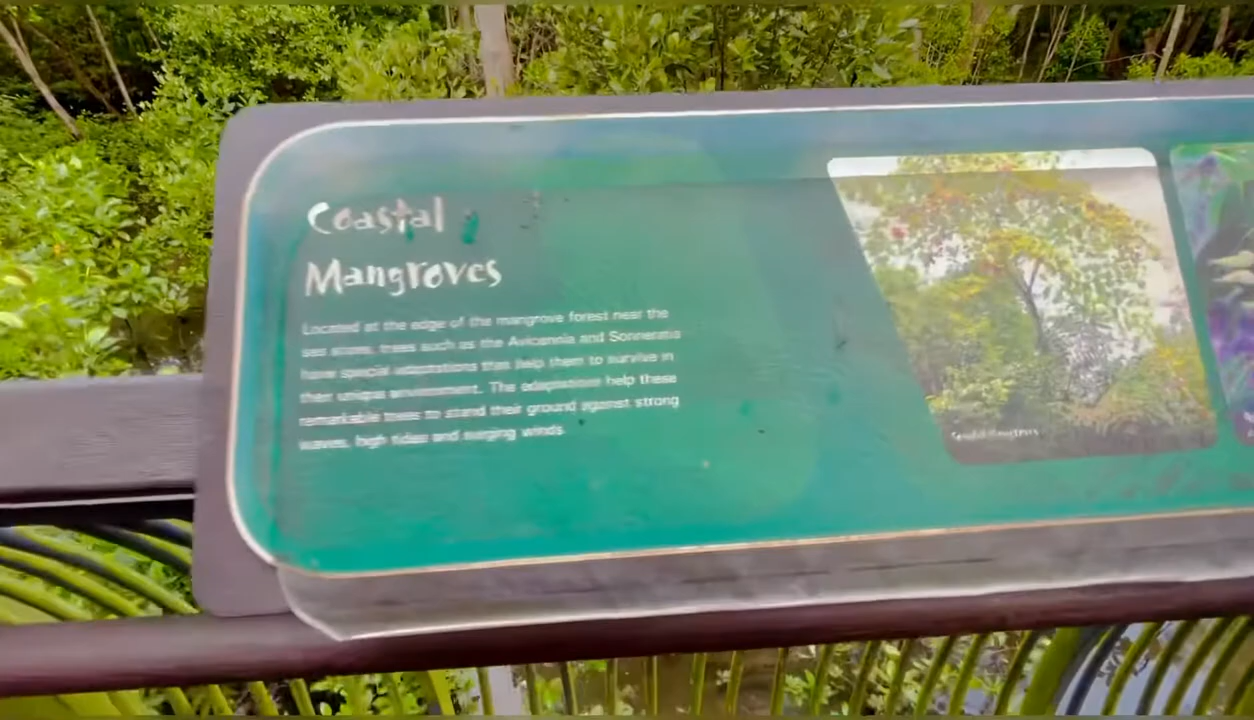 Coastal
Mangroves
Located at the edge of the mangrove forest near the
sea trees such as the Avicennia and Sonneratia
have special adaptations that help them to survive in
their unique environment. The adaptations help these
remarkable trees to stand their ground against strong
waves, high tides and surging winds.
Coastal Mangroves